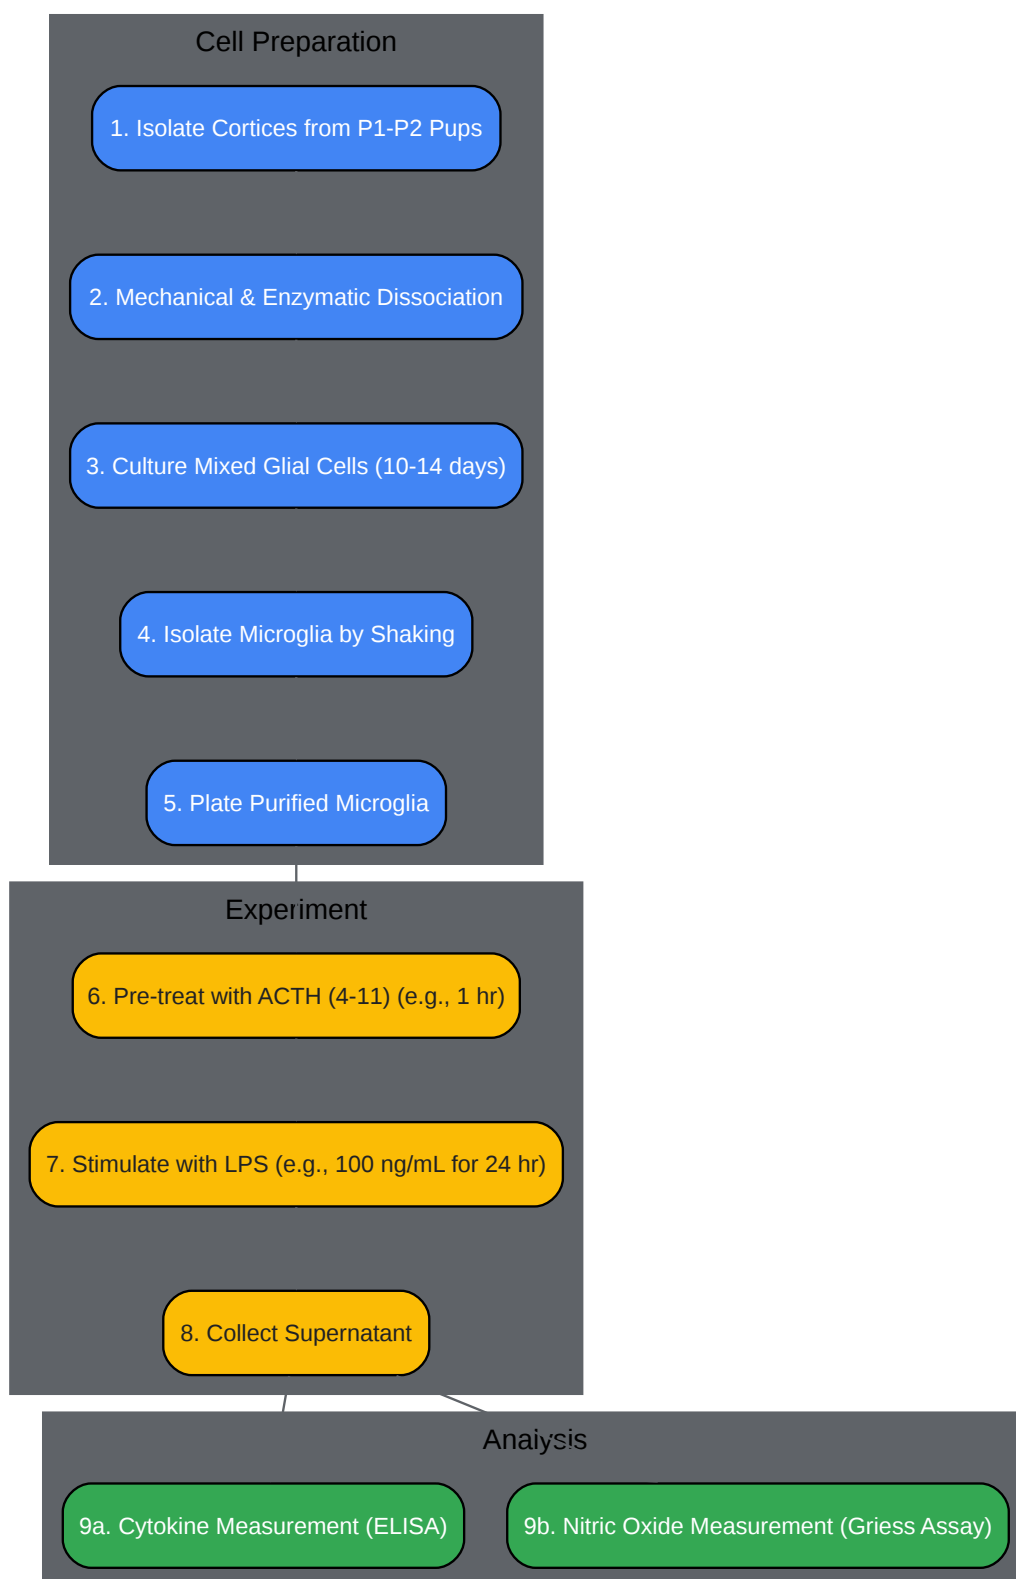 Cell Preparation
1. Isolate Cortices from P1-P2 Pups
2. Mechanical & Enzymatic Dissociation
3. Culture Mixed Glial Cells (10-14 days)
4. Isolate Microglia by Shaking
5. Plate Purified Microglia
Experiment
6. Pre-treat with ACTH (4-11) (e.g., 1 hr)
7. Stimulate with LPS (e.g., 100 ng/mL for 24 hr)
8. Collect Supernatant
Analysis
9a. Cytokine Measurement (ELISA)
9b. Nitric Oxide Measurement (Griess Assay)